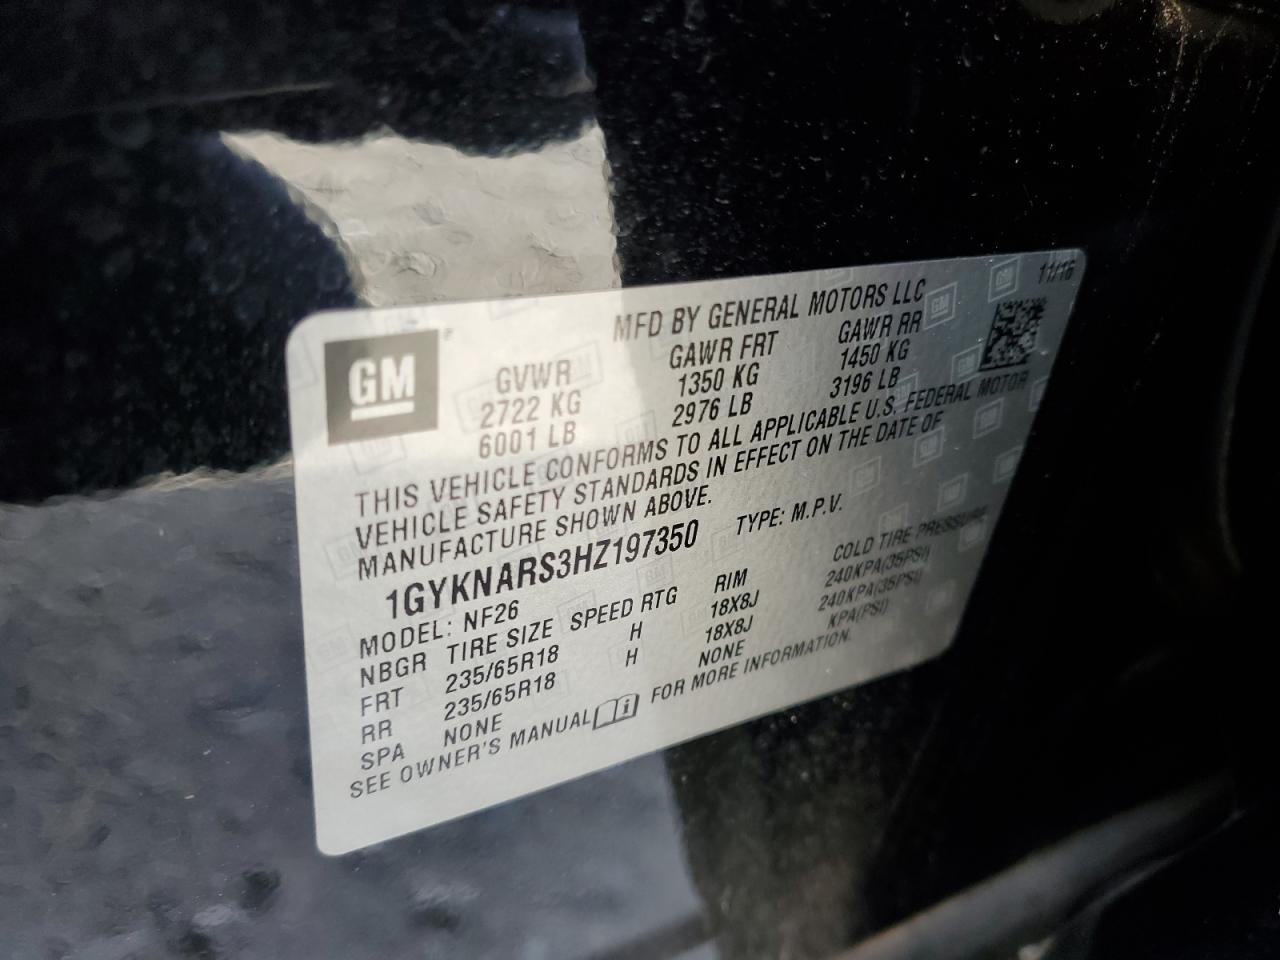 MFD BY GENERAL MOTORS LLC 11/16
GM
GVWR GAWR FRT GAWR RR
2722 KG 1350 KG 1450 KG
6001 LB 2976 LB 3196 LB
THIS VEHICLE CONFORMS TO ALL APPLICABLE U.S. FEDERAL MOTOR
VEHICLE SAFETY STANDARDS IN EFFECT ON THE DATE OF
MANUFACTURE SHOWN ABOVE.
1GYKNARS3HZ197350 TYPE: M.P.V.
MODEL: NF26
NBGR TIRE SIZE SPEED RTG RIM COLD TIRE PRESSURE
FRT 235/65R18 H 18X8J 240KPA(35PSI)
RR 235/65R18 H 18X8J 240KPA(35PSI)
SPA NONE NONE KPA(PSI)
SEE OWNER'S MANUAL FOR MORE INFORMATION.